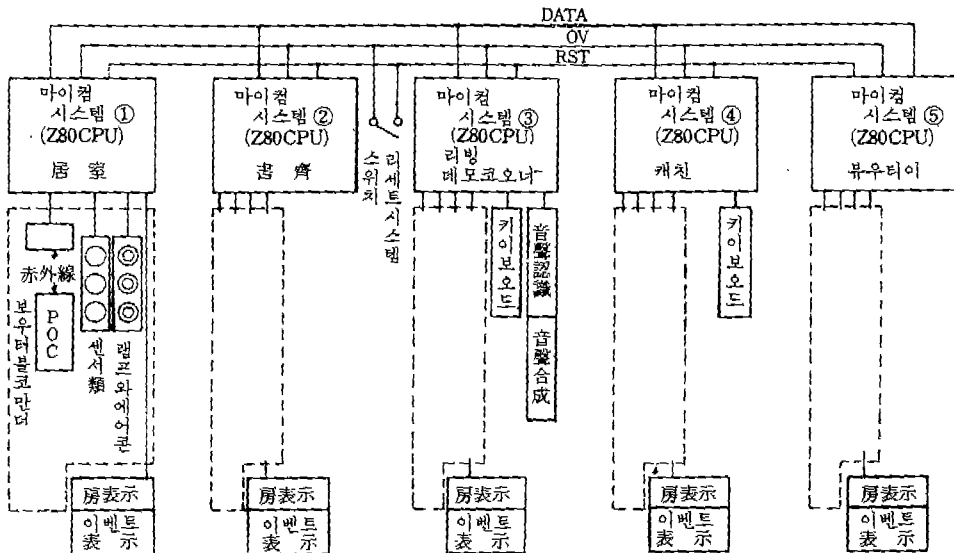 DATA
OV
RST
마이컴
시스템 ①
(Z80CPU)
居室
마이컴
시스템 ②
(Z80CPU)
書齊
마이컴
시스템 ③
(Z80CPU)
리빙
데모코오너
마이컴
시스템 ④
(Z80CPU)
캐친
마이컴
시스템 ⑤
(Z80CPU)
뷰우티이
리세트시스템
스위치
赤外線
POC
보우터블코만더
센서類
램프와에어콘
키이보오드
音聲認識
音聲合成
키이보오드
房表示
이벤트
表示
房表示
이벤트
表示
房表示
이벤트
表示
房表示
이벤트
表示
房表示
이벤트
表示